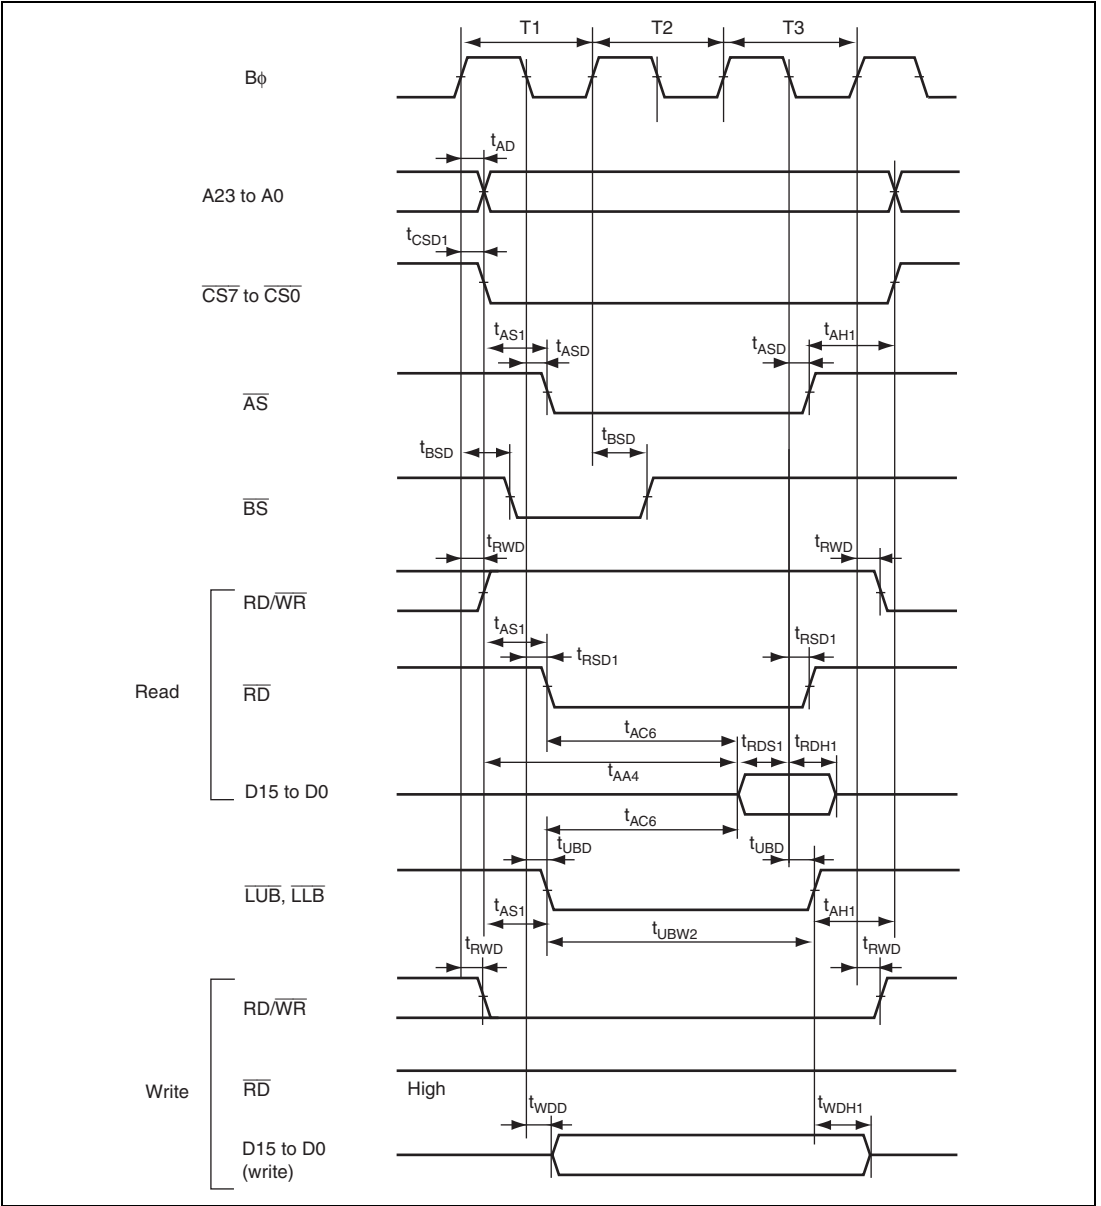 T1 T2 T3
Bϕ
tAD
A23 to A0
tCSD1
CS7 to CS0
tAS1 tASD tASD tAH1
AS
tBSD tBSD
BS
tRWD tRWD
RD/WR
tAS1 tRSD1 tRSD1
Read
RD
tAC6 tRDS1 tRDH1
tAA4
D15 to D0
tAC6
tUBD tUBD
LUB, LLB
tAS1 tUBW2 tAH1
tRWD tRWD
RD/WR
Write
RD High
tWDD tWDH1
D15 to D0
(write)